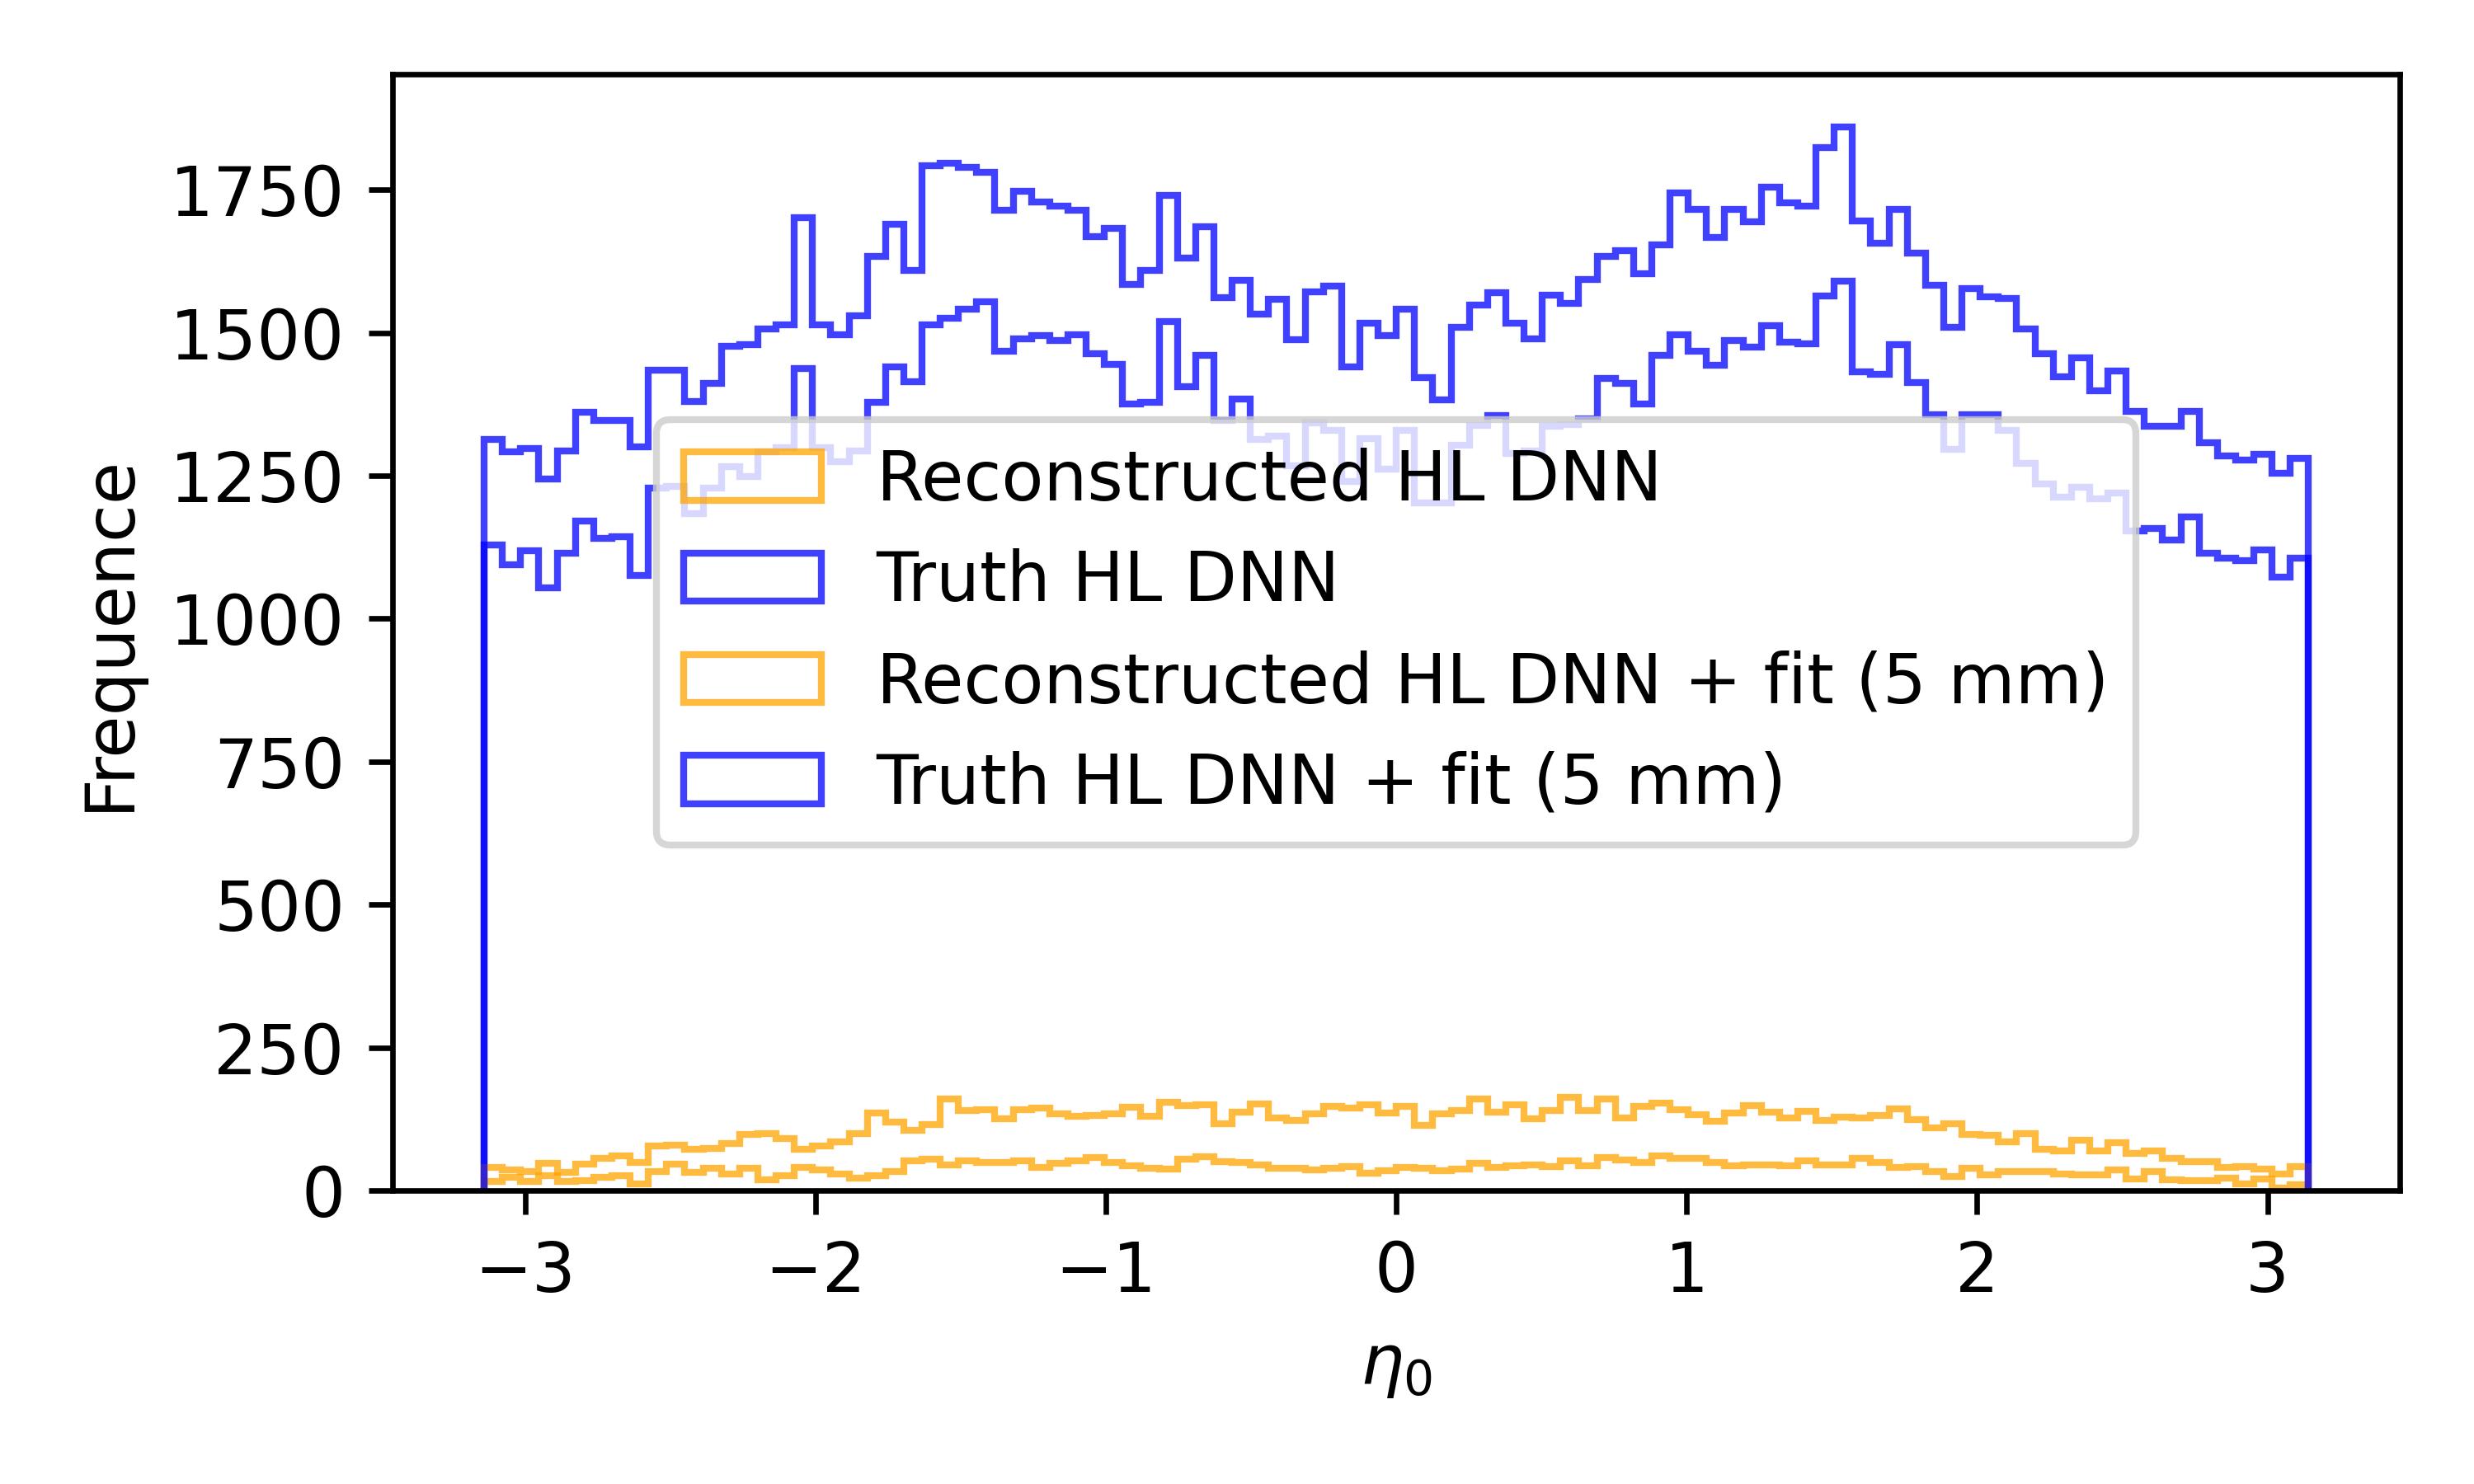 Frequence
1750
1500
1250
1000
750
500
250
0
Reconstructed HL DNN
Truth HL DNN
Reconstructed HL DNN + fit (5 mm)
Truth HL DNN + fit (5 mm)
−3 −2 −1 0 1 2 3
η₀